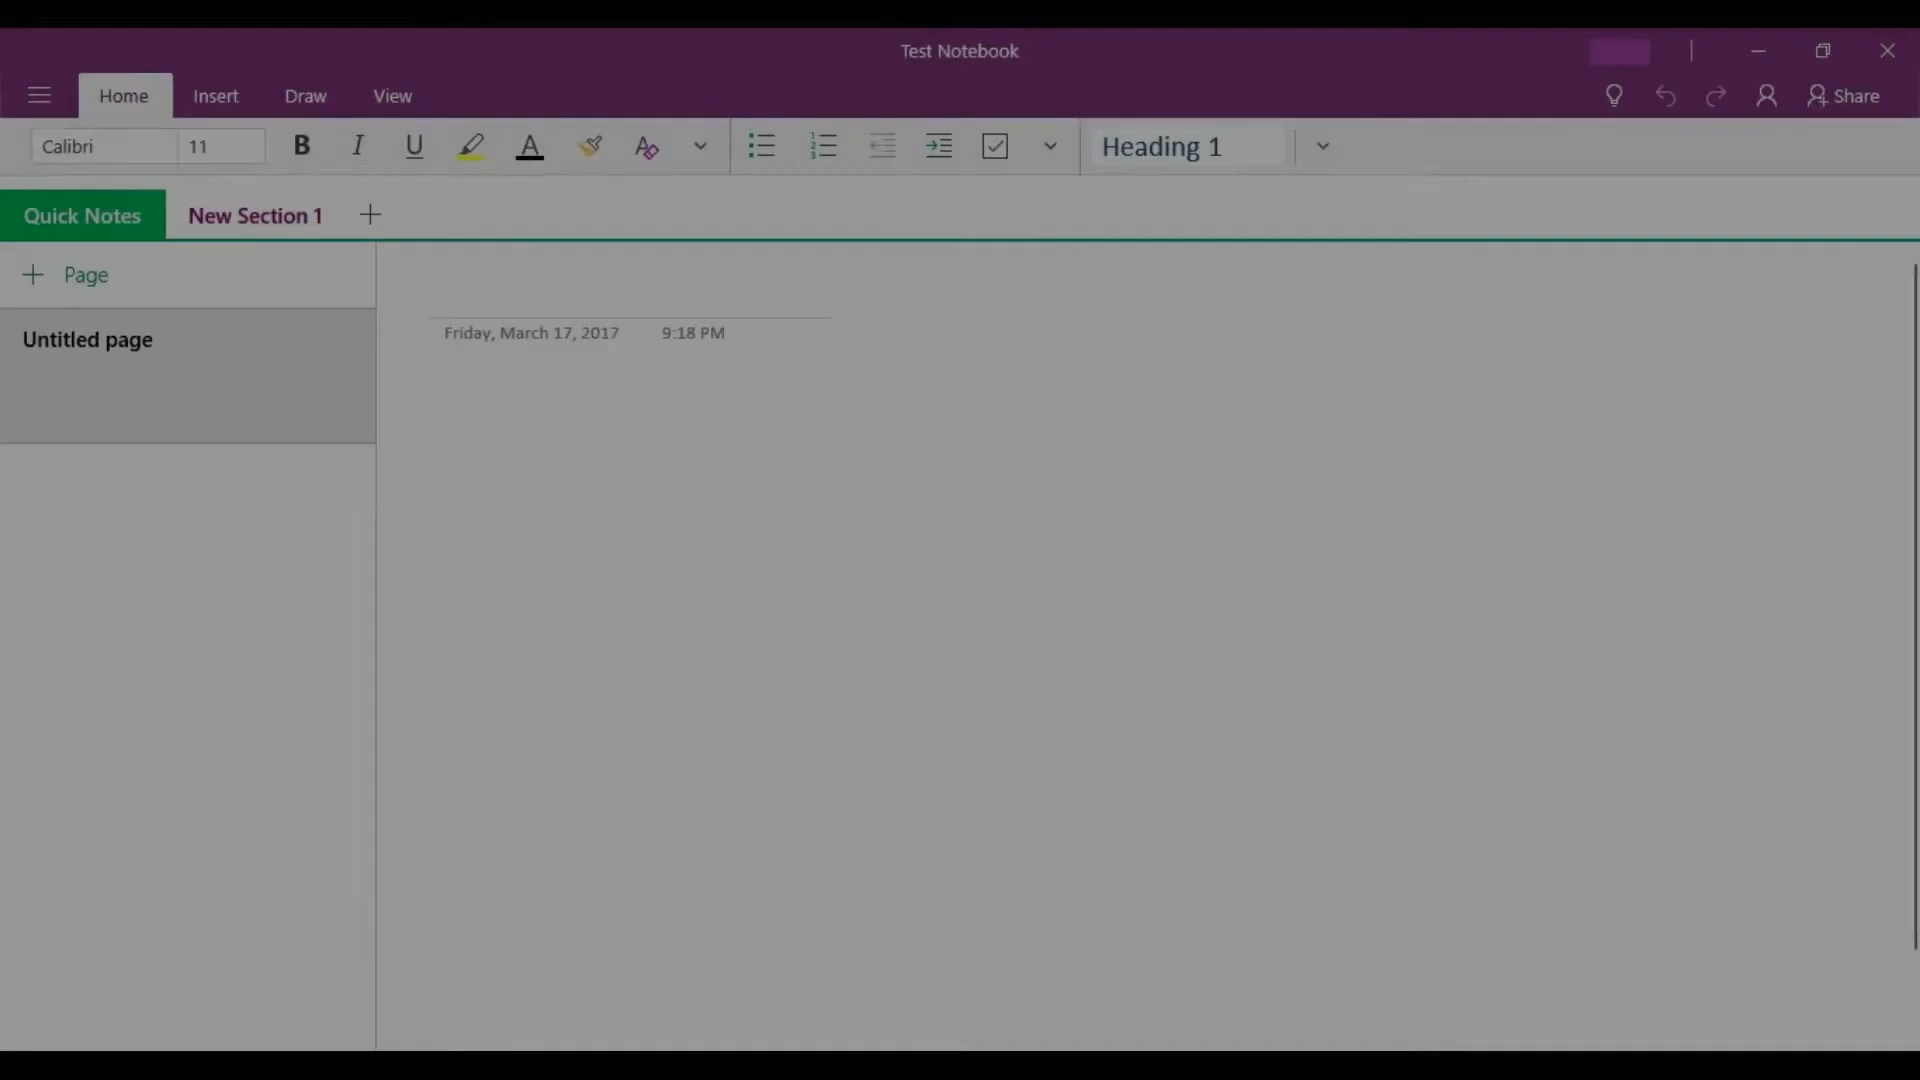 Test Notebook
Home Insert Draw View Share
Calibri 11 B I U A Heading 1
Quick Notes New Section 1
Page
Untitled page
Friday, March 17, 2017 9:18 PM